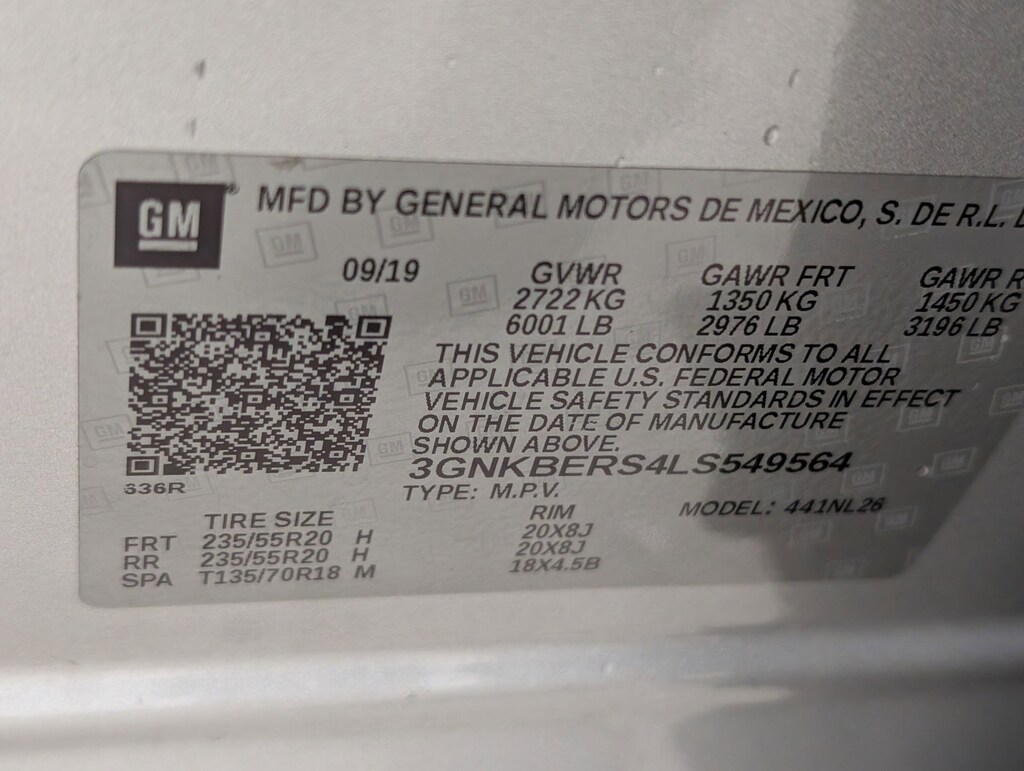 GM
MFD BY GENERAL MOTORS DE MEXICO, S. DE R.L.
09/19 GVWR GAWR FRT GAWR
2722 KG 1350 KG 1450 KG
6001 LB 2976 LB 3196 LB
THIS VEHICLE CONFORMS TO ALL
APPLICABLE U.S. FEDERAL MOTOR
VEHICLE SAFETY STANDARDS IN EFFECT
ON THE DATE OF MANUFACTURE
SHOWN ABOVE.
3GNKBERS4LS549564
636R
TYPE: M.P.V. MODEL: 441NL26
TIRE SIZE RIM
FRT 235/55R20 H 20X8J
RR 235/55R20 H 20X8J
SPA T135/70R18 M 18X4.5B